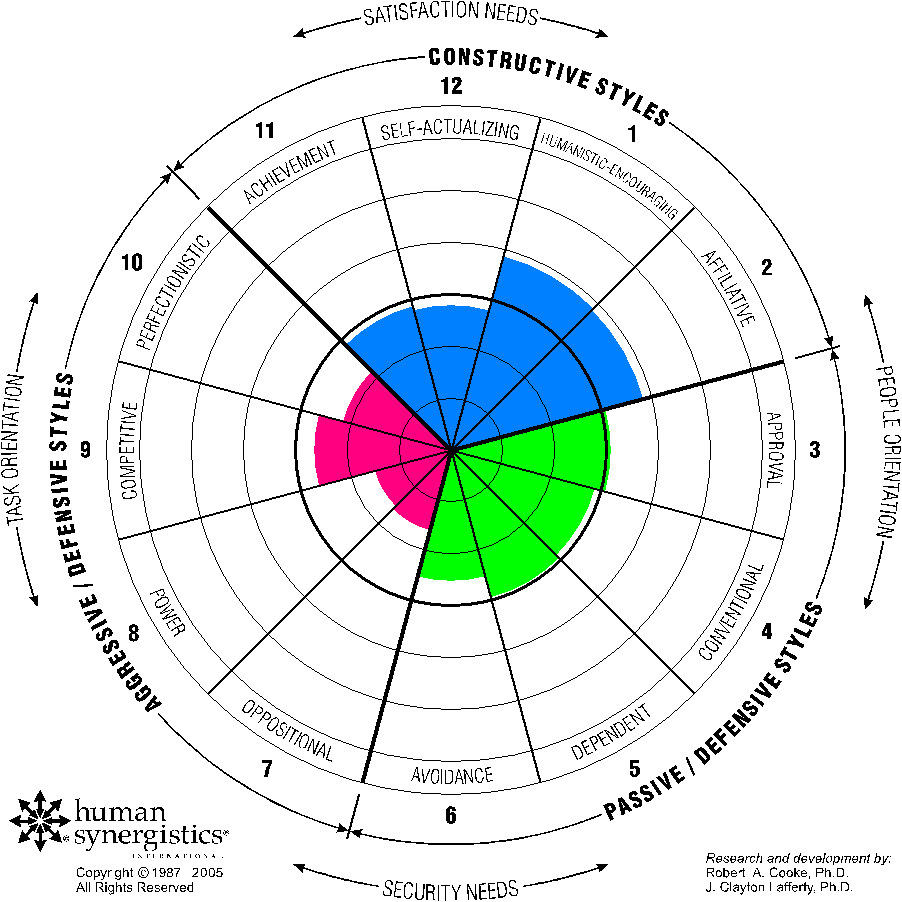 SATISFACTION NEEDS
CONSTRUCTIVE STYLES
12
11
1
SELF-ACTUALIZING
HUMANISTIC-ENCOURAGING
ACHIEVEMENT
10
2
PERFECTIONISTIC
AFFILIATIVE
TASK ORIENTATION
PEOPLE ORIENTATION
AGGRESSIVE / DEFENSIVE STYLES
9
COMPETITIVE
APPROVAL
3
8
POWER
CONVENTIONAL
4
OPPOSITIONAL
DEPENDENT
7
AVOIDANCE
5
6
PASSIVE / DEFENSIVE STYLES
human
synergistics®
INTERNATIONAL
Copyright © 1987 2005
All Rights Reserved
SECURITY NEEDS
Research and development by:
Robert A. Cooke, Ph.D.
J. Clayton Lafferty, Ph.D.